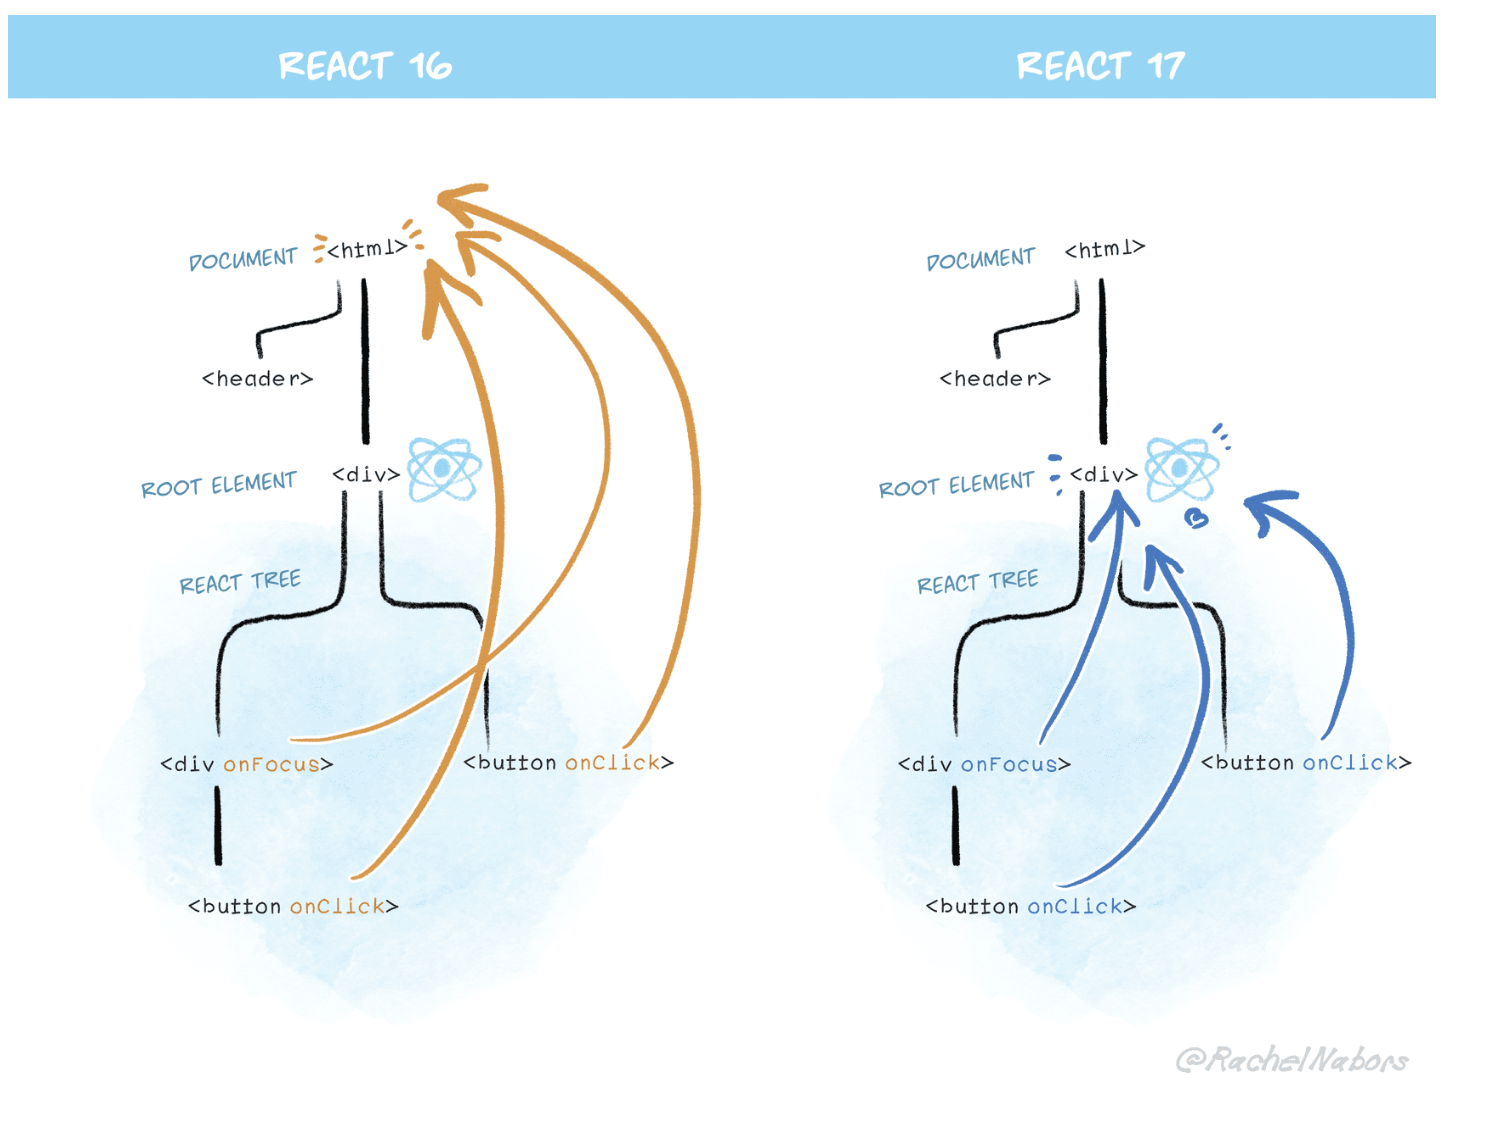 REACT 16
REACT 17
DOCUMENT <html>
<header>
ROOT ELEMENT <div>
REACT TREE
<div onFocus>
<button onClick>
<button onClick>
DOCUMENT <html>
<header>
ROOT ELEMENT <div>
REACT TREE
<div onFocus>
<button onClick>
<button onClick>
@RachelNabors